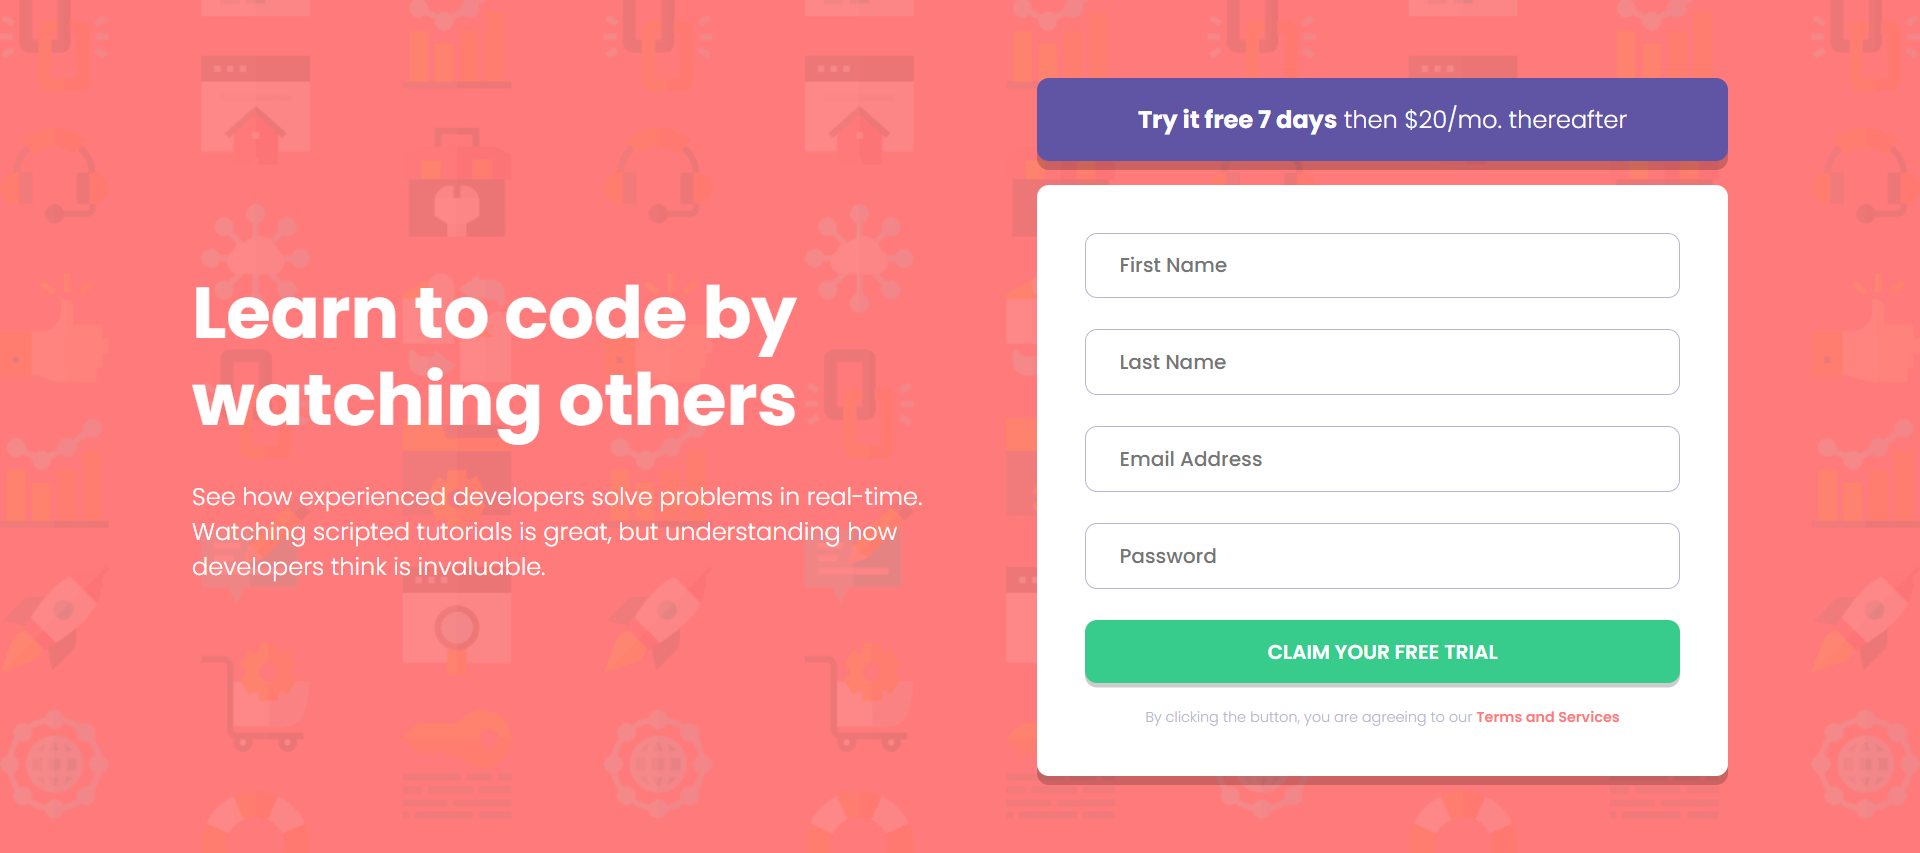 Learn to code by
watching others
See how experienced developers solve problems in real-time.
Watching scripted tutorials is great, but understanding how
developers think is invaluable.
Try it free 7 days then $20/mo. thereafter
First Name
Last Name
Email Address
Password
CLAIM YOUR FREE TRIAL
By clicking the button, you are agreeing to our Terms and Services